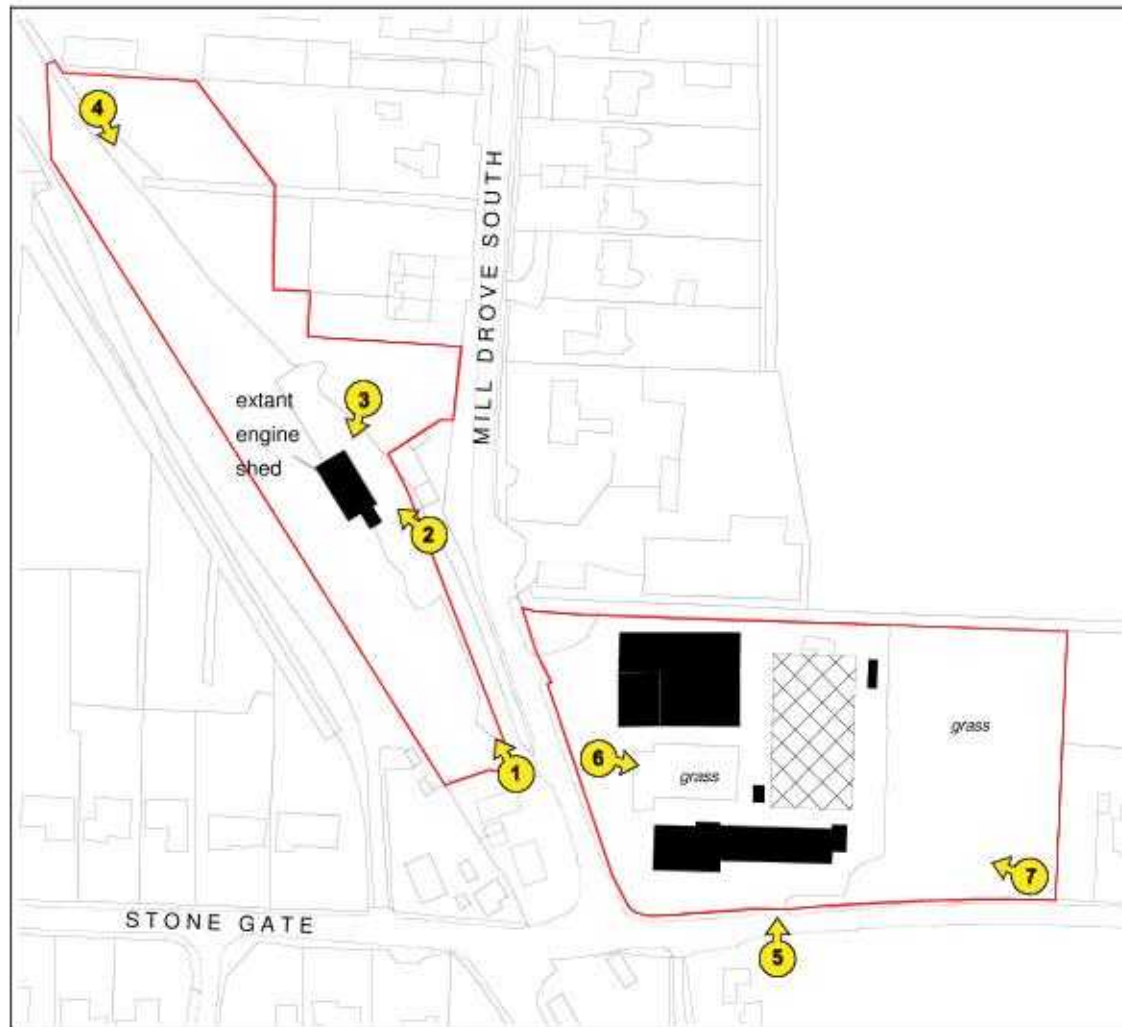 4
MILL DROVE SOUTH
extant
engine
shed
3
2
1
6
grass
grass
7
STONE GATE
5